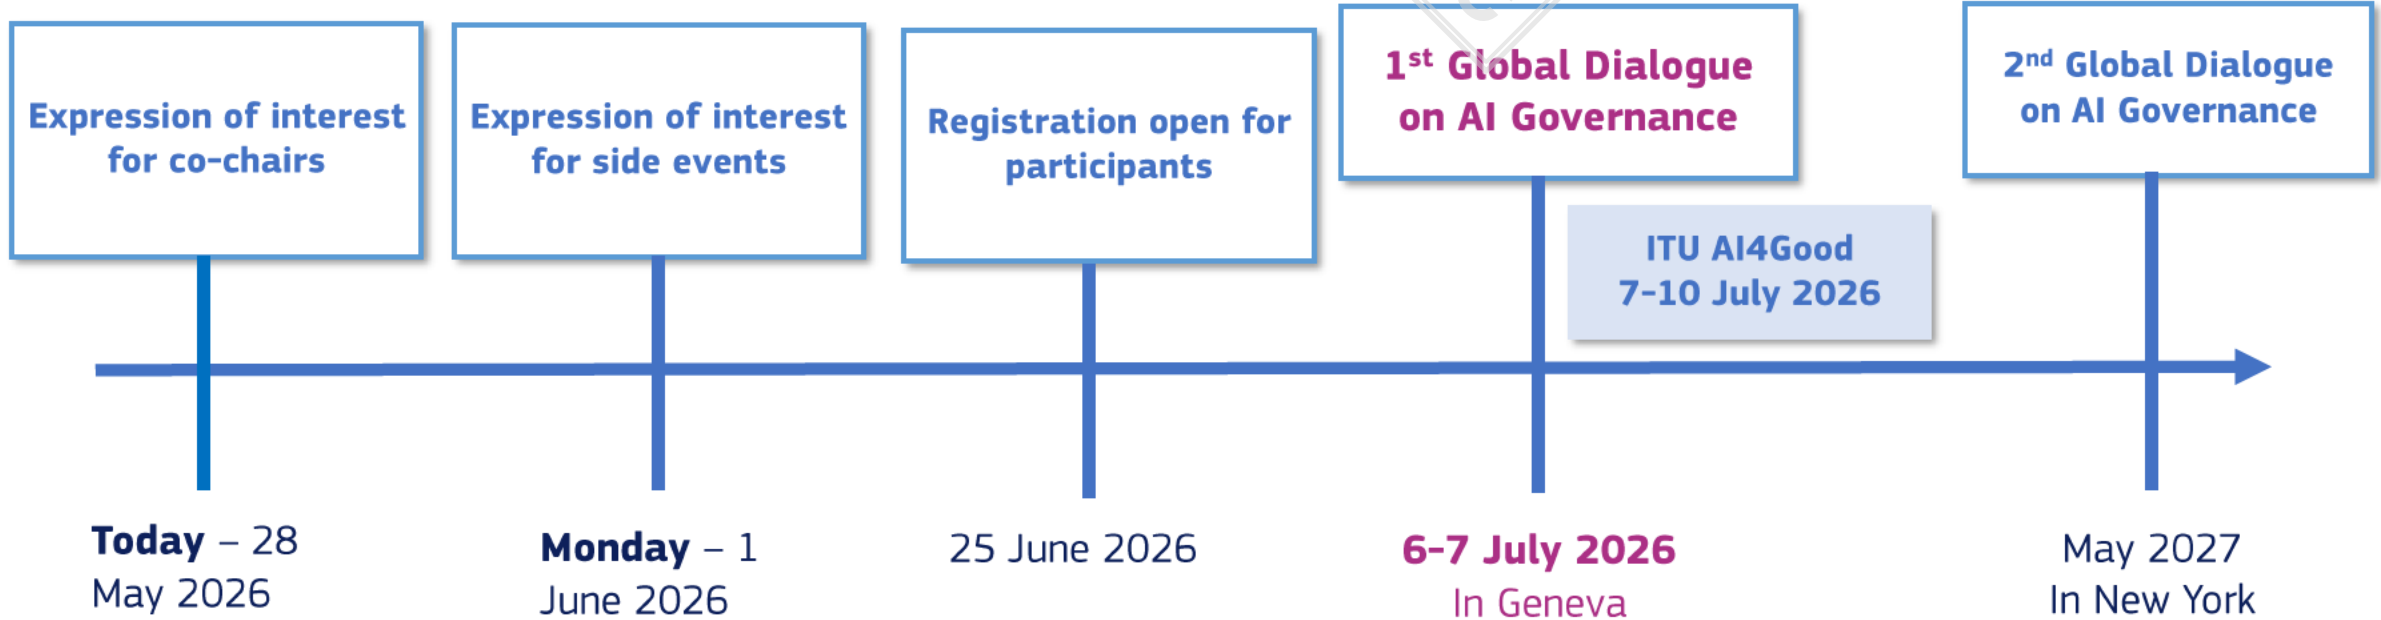 Expression of interest
for co-chairs
Expression of interest
for side events
Registration open for
participants
1st Global Dialogue
on AI Governance
2nd Global Dialogue
on AI Governance
ITU AI4Good
7-10 July 2026
Today – 28
May 2026
Monday – 1
June 2026
25 June 2026
6-7 July 2026
In Geneva
May 2027
In New York